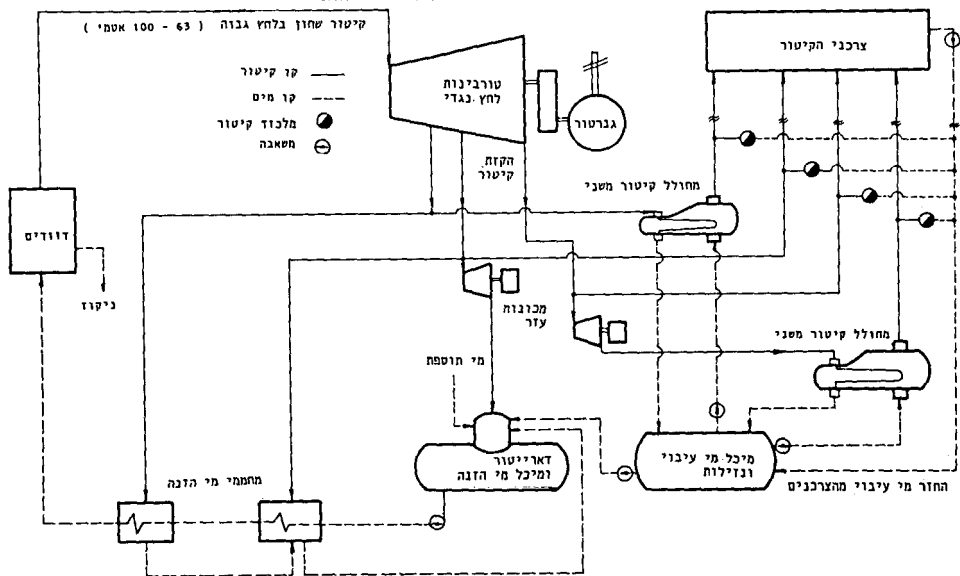 קיטור שחון בלחץ גבוה ( 63 - 100 אטמ' )
צרכני הקיטור
קו קיטור
קו מים
מלכוד קיטור
משאבה
טורבינות
לחץ נגדי
גנרטור
הקזת
קיטור
מחולל קיטור משני
דוודים
ניקוז
מכונות
עזר
מחולל קיטור משני
מי תוספת
דאריטור
ומיכל מי הזנה
מיכל מי עיבוי
ונזילות
החזר מי עיבוי מהצרכנים
מחממי מי הזנה